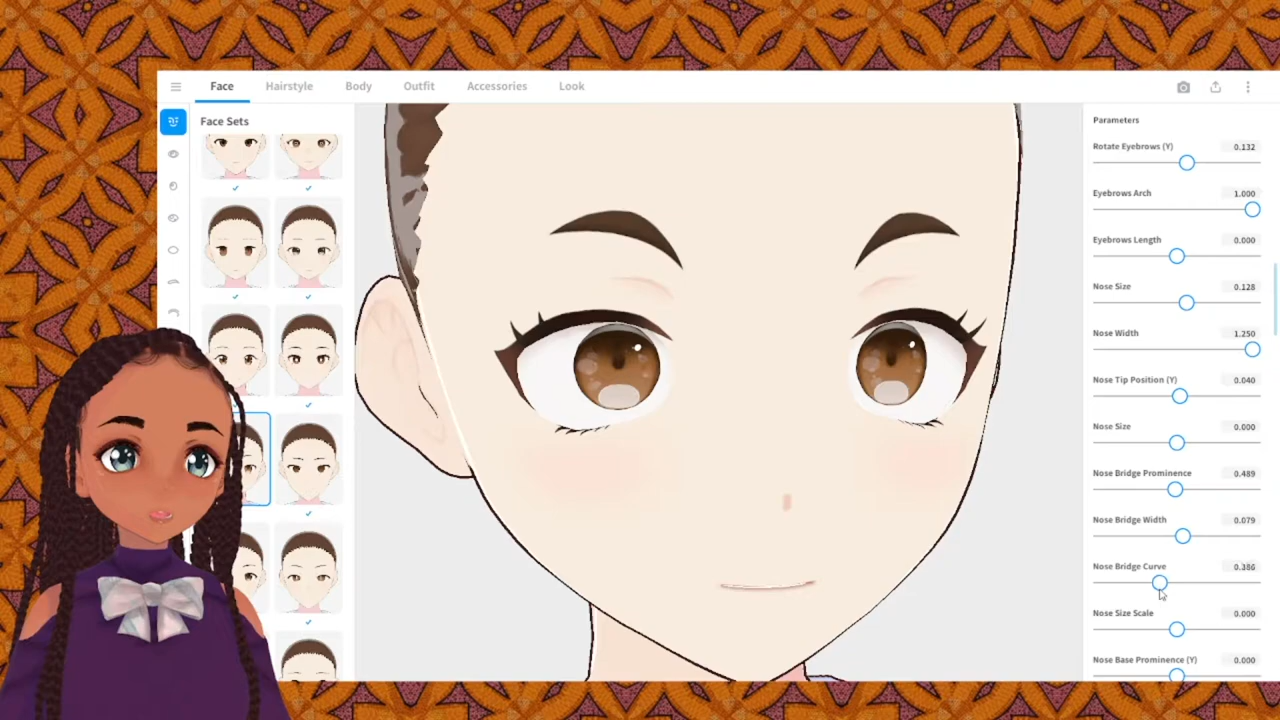 Face Hairstyle Body Outfit Accessories Look
Face Sets
Parameters
Rotate Eyebrows (Y) 0.132
Eyebrows Arch 1.000
Eyebrows Length 0.000
Nose Size 0.128
Nose Width 1.250
Nose Tip Position (Y) 0.040
Nose Size 0.000
Nose Bridge Prominence 0.489
Nose Bridge Width 0.079
Nose Bridge Curve 0.386
Nose Size Scale 0.000
Nose Base Prominence (Y) 0.000